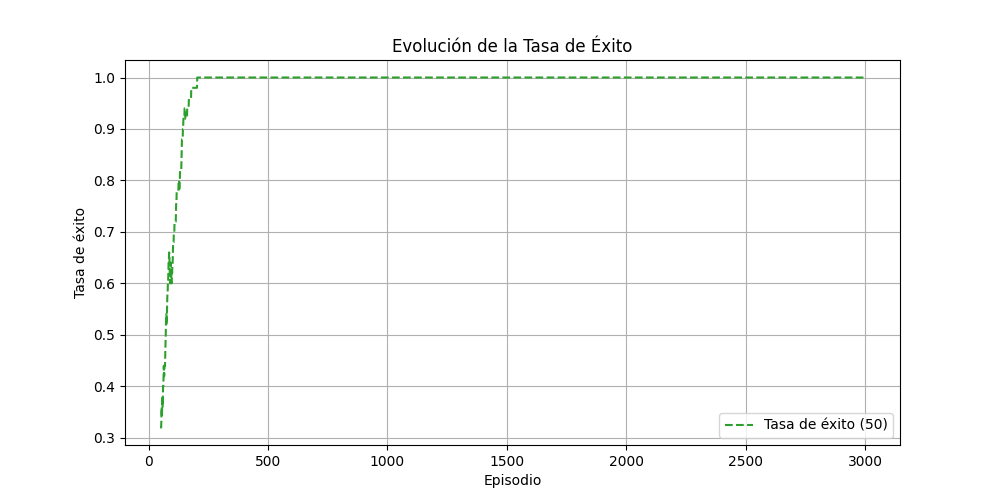 Evolución de la Tasa de Éxito
Tasa de éxito
1.0
0.9
0.8
0.7
0.6
0.5
0.4
0.3
0 500 1000 1500 2000 2500 3000
Episodio
Tasa de éxito (50)